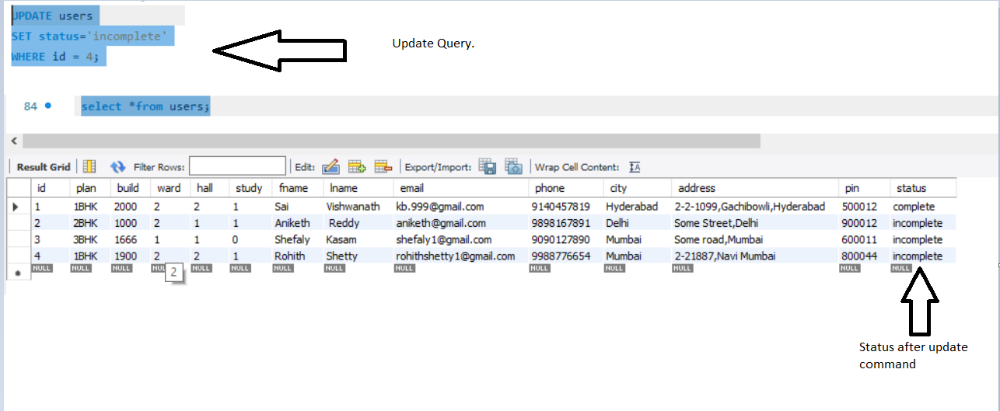 UPDATE users
SET status='incomplete'
WHERE id = 4;
Update Query.
84 select *from users;
Result Grid Filter Rows: Edit: Export/Import: Wrap Cell Content: IA
id plan build ward hall study fname lname email phone city address pin status
1 1BHK 2000 2 2 1 Sai Vishwanath kb.999@gmail.com 9140457819 Hyderabad 2-2-1099,Gachibowli,Hyderabad 500012 complete
2 2BHK 1000 2 1 1 Aniketh Reddy aniketh@gmail.com 9898167891 Delhi Some Street,Delhi 900012 incomplete
3 3BHK 1666 1 1 0 Shefaly Kasam shefaly1@gmail.com 9090127890 Mumbai Some road,Mumbai 600011 incomplete
4 1BHK 1900 2 2 1 Rohith Shetty rohithshetty1@gmail.com 9988776654 Mumbai 2-21887,Navi Mumbai 800044 incomplete
NULL NULL NULL NULL NULL NULL NULL NULL NULL NULL NULL NULL NULL NULL
2
Status after update
command